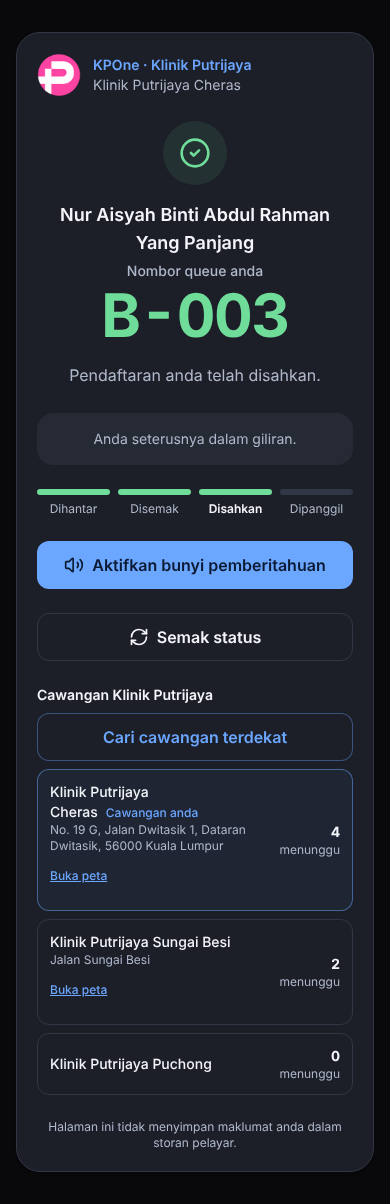 KPOne · Klinik Putrijaya
Klinik Putrijaya Cheras
Nur Aisyah Binti Abdul Rahman
Yang Panjang
Nombor queue anda
B-003
Pendaftaran anda telah disahkan.
Anda seterusnya dalam giliran.
Dihantar Disemak Disahkan Dipanggil
Aktifkan bunyi pemberitahuan
Semak status
Cawangan Klinik Putrijaya
Cari cawangan terdekat
Klinik Putrijaya
Cheras Cawangan anda
No. 19 G, Jalan Dwitasik 1, Dataran
Dwitasik, 56000 Kuala Lumpur
4
menunggu
Buka peta
Klinik Putrijaya Sungai Besi
Jalan Sungai Besi
2
menunggu
Buka peta
Klinik Putrijaya Puchong
0
menunggu
Halaman ini tidak menyimpan maklumat anda dalam
storan pelayar.